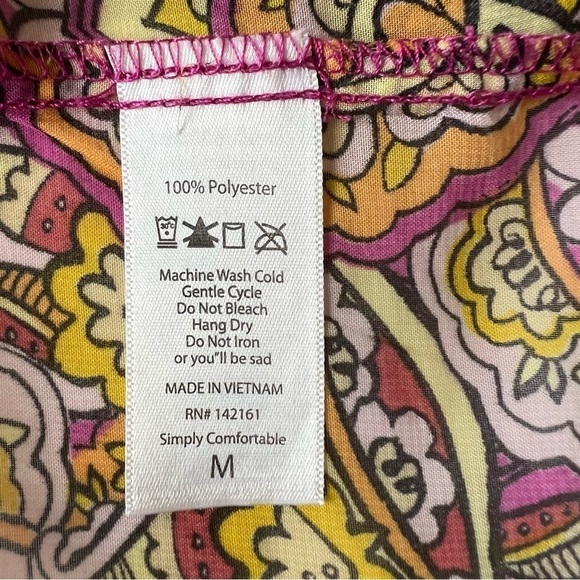 100% Polyester
30°c
Machine Wash Cold
Gentle Cycle
Do Not Bleach
Hang Dry
Do Not Iron
or you"ll be sad
MADE IN VIETNAM
RN# 142161
Simply Comfortable
M